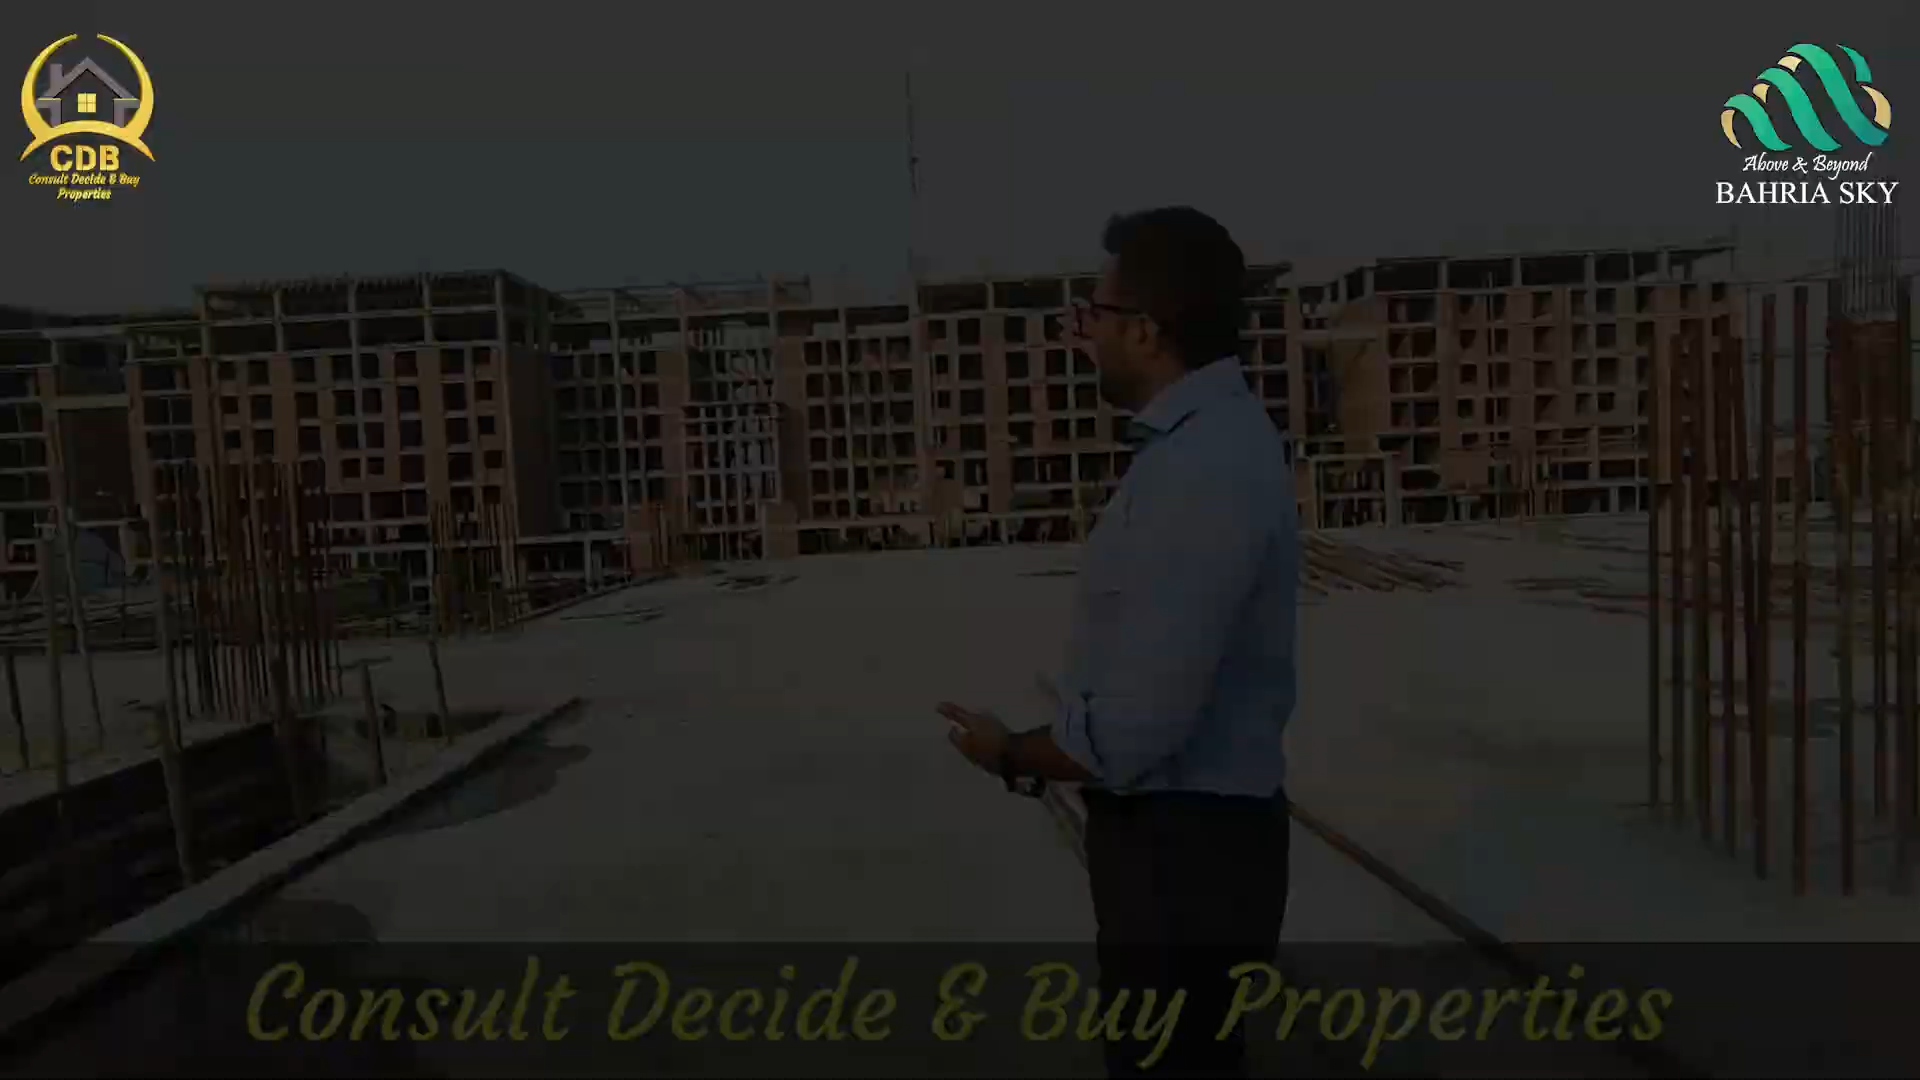 CDB
Consult Decide & Buy
Properties
Above & Beyond
BAHRIA SKY
Consult Decide & Buy Properties